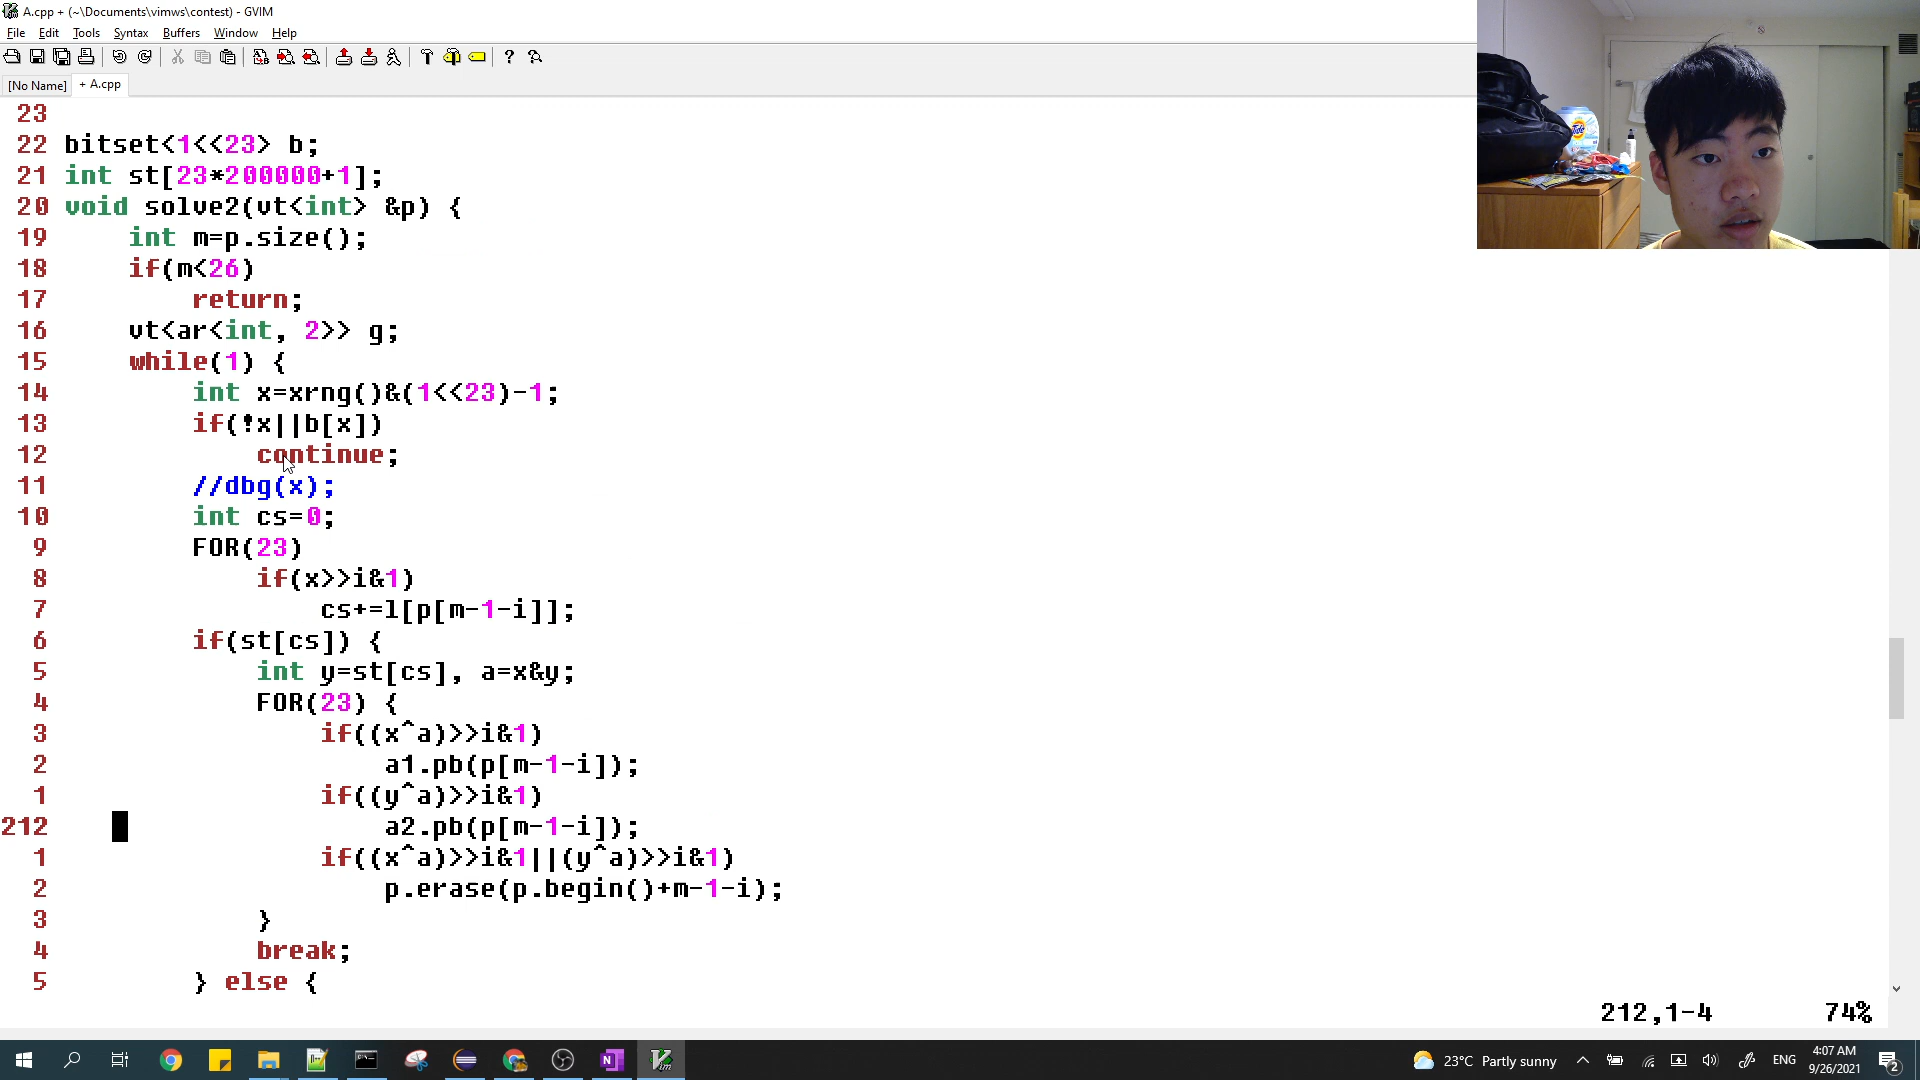 A.cpp + (~\Documents\vimws\contest) - GVIM
File Edit Tools Syntax Buffers Window Help
[No Name] + A.cpp
23
22 bitset<1<<23> b;
21 int st[23*200000+1];
20 void solve2(vt<int> &p) {
19 int m=p.size();
18 if(m<26)
17 return;
16 vt<ar<int, 2>> g;
15 while(1) {
14 int x=xrng()&(1<<23)-1;
13 if(!x||b[x])
12 continue;
11 //dbg(x);
10 int cs=0;
9 FOR(23)
8 if(x>>i&1)
7 cs+=l[p[m-1-i]];
6 if(st[cs]) {
5 int y=st[cs], a=x&y;
4 FOR(23) {
3 if((x^a)>>i&1)
2 a1.pb(p[m-1-i]);
1 if((y^a)>>i&1)
212 a2.pb(p[m-1-i]);
1 if((x^a)>>i&1||(y^a)>>i&1)
2 p.erase(p.begin()+m-1-i);
3 }
4 break;
5 } else {
212,1-4 74%
23°C Partly sunny ENG 4:07 AM
9/26/2021
2
Tide